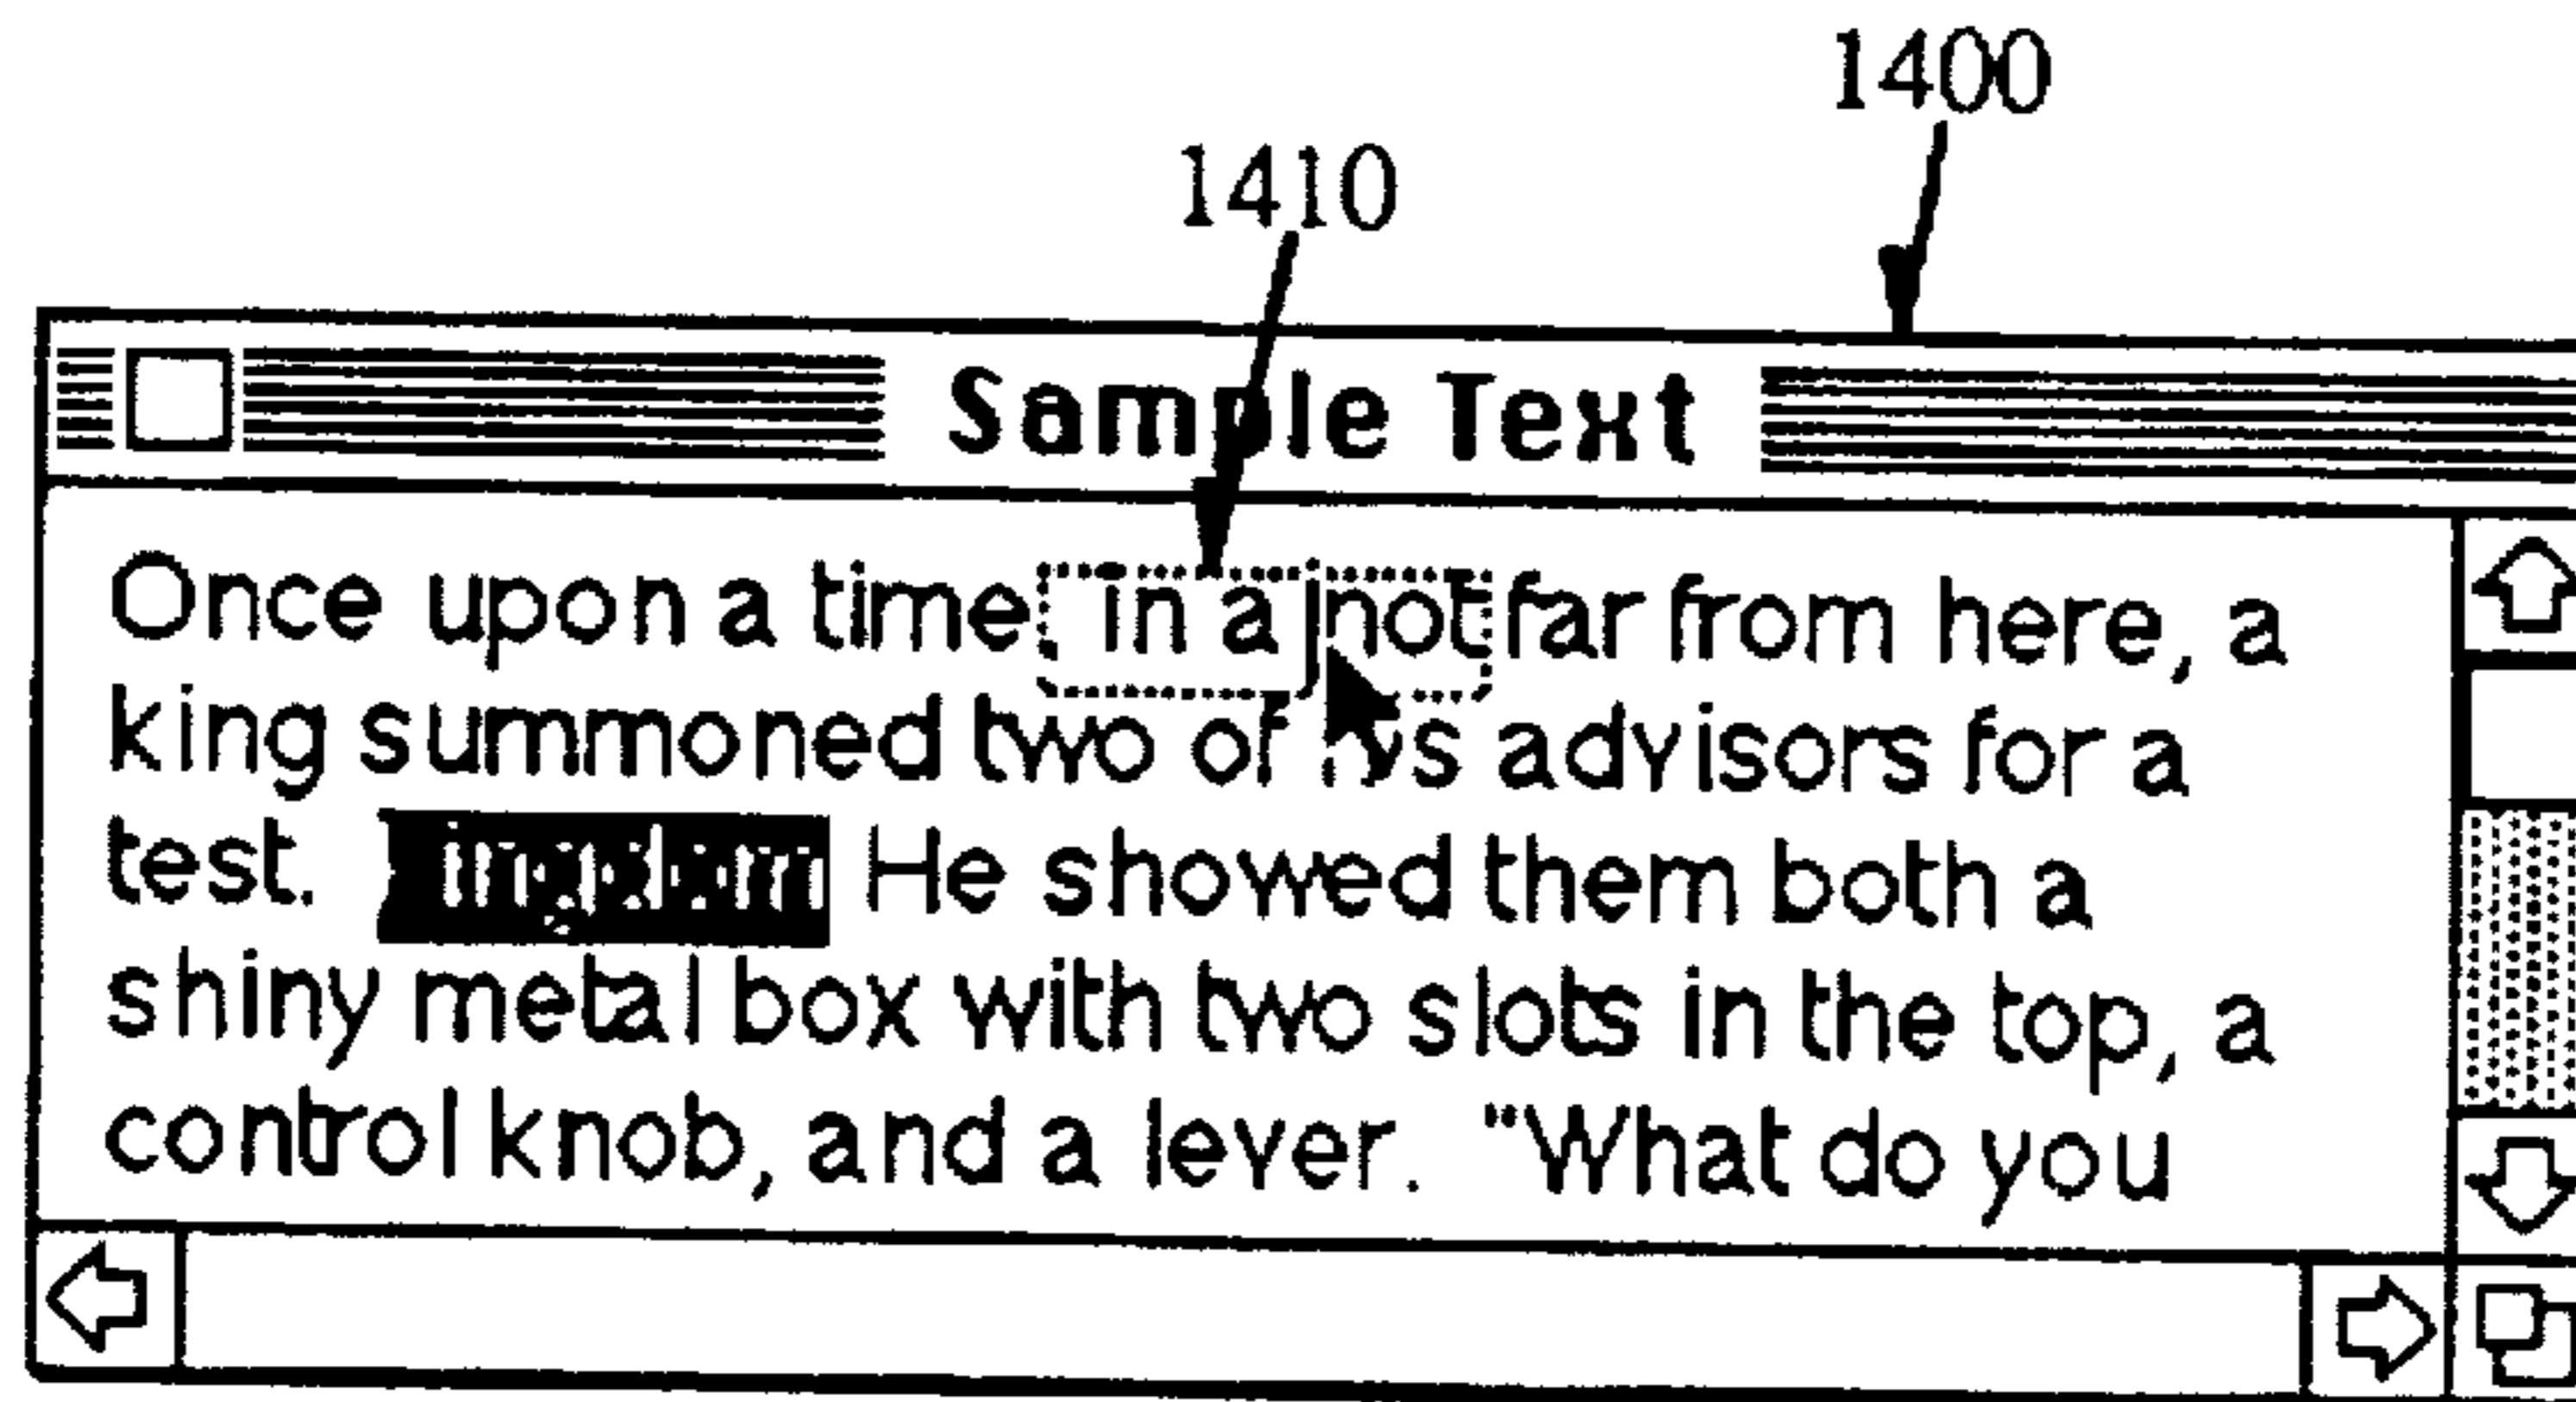 1400
1410
Sample Text
Once upon a time, in a not far from here, a
king summoned two of his advisors for a
test. kingdom He showed them both a
shiny metal box with two slots in the top, a
control knob, and a lever. "What do you